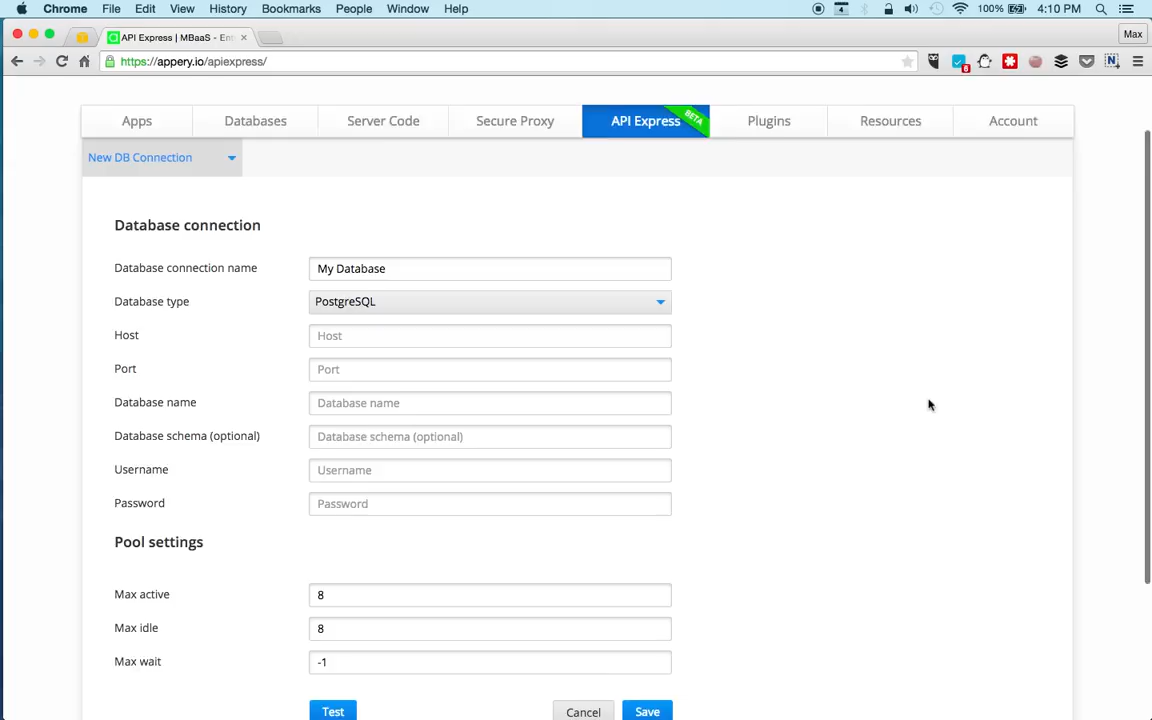 Chrome File Edit View History Bookmarks People Window Help 4 100% 4:10 PM
API Express | MBaaS - Ent Max
https://appery.io/apiexpress/ 8 N
Apps Databases Server Code Secure Proxy API Express BETA Plugins Resources Account
New DB Connection
Database connection
Database connection name My Database
Database type PostgreSQL
Host Host
Port Port
Database name Database name
Database schema (optional) Database schema (optional)
Username Username
Password Password
Pool settings
Max active 8
Max idle 8
Max wait -1
Test Cancel Save